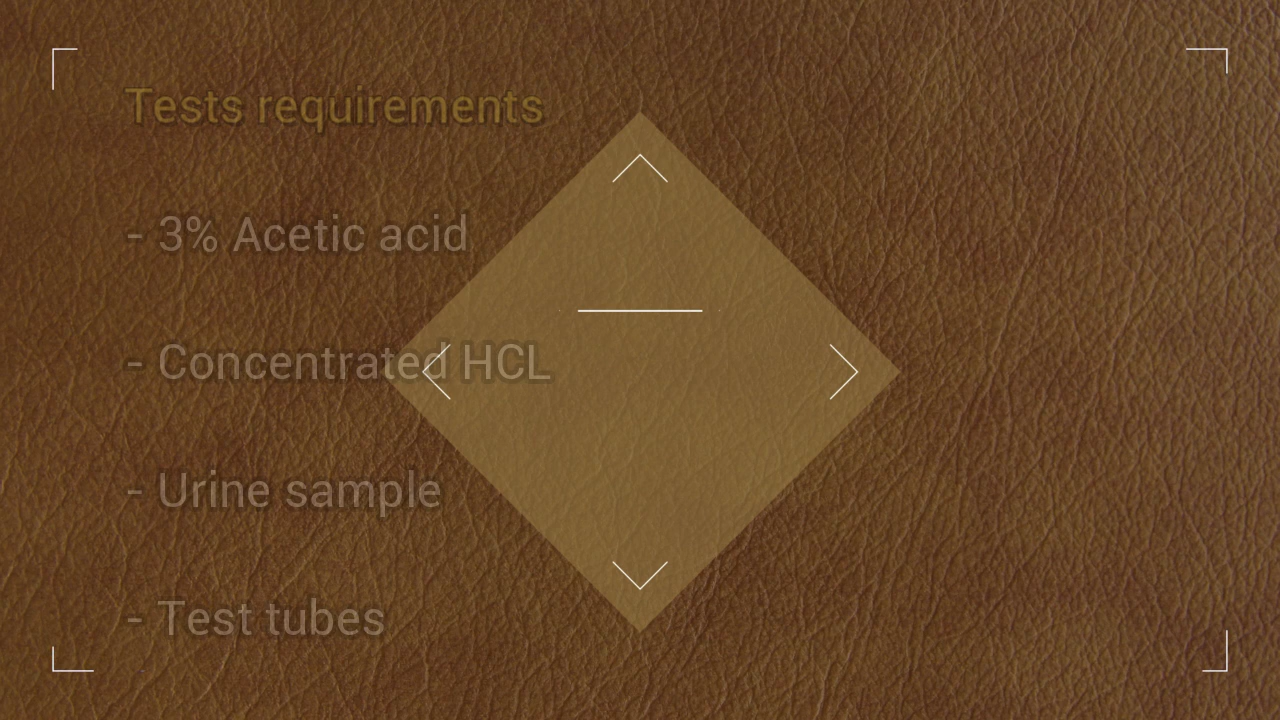 Tests requirements
- 3% Acetic acid
- Concentrated HCL
- Urine sample
- Test tubes